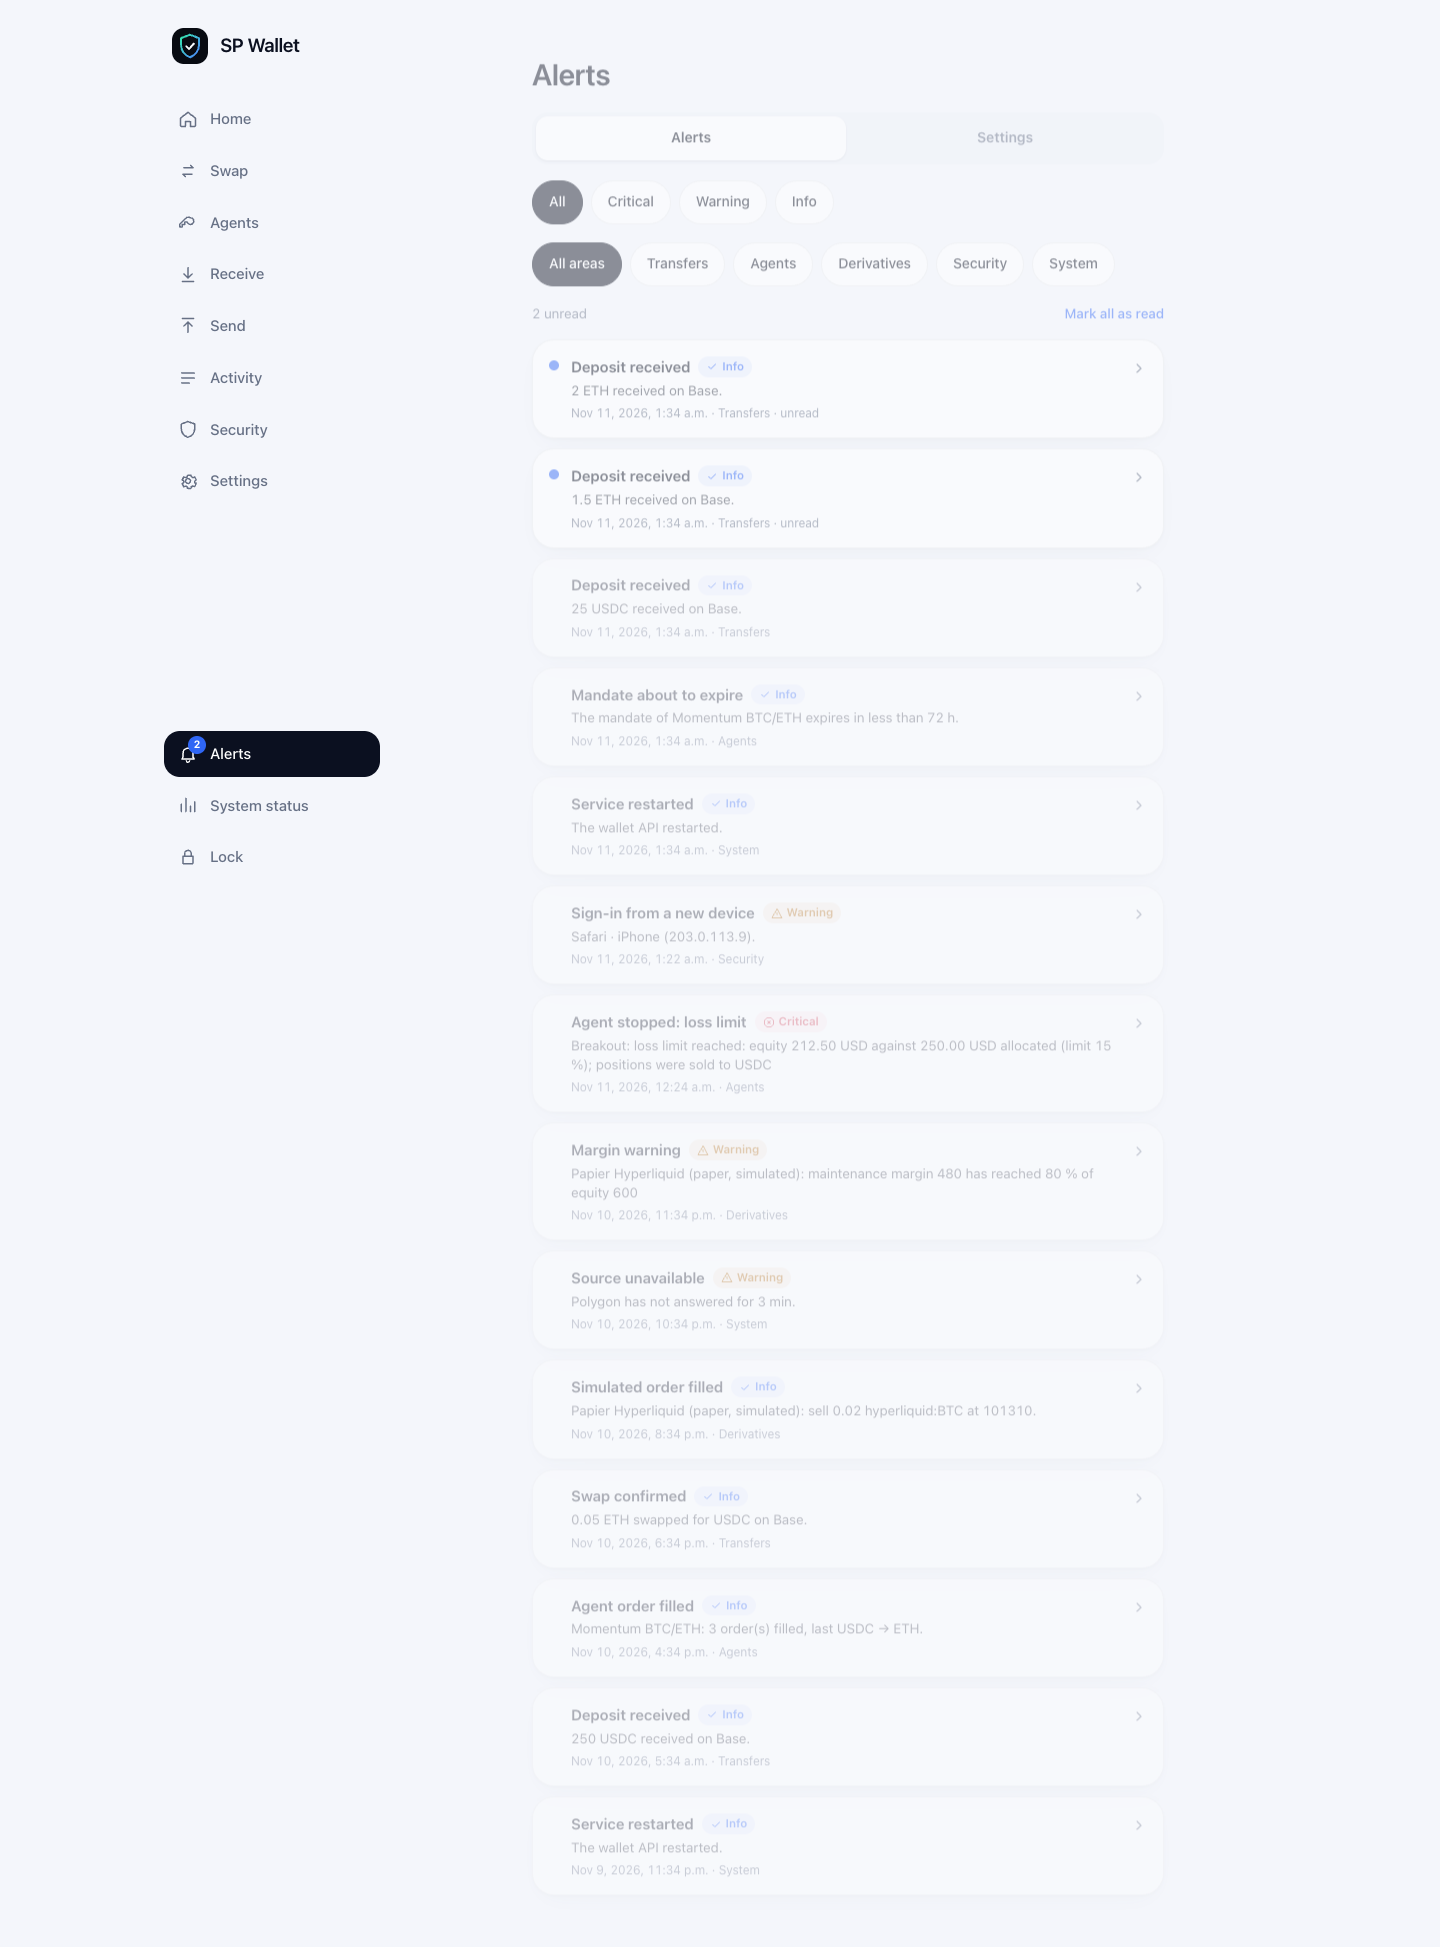 SP Wallet
Home
Swap
Agents
Receive
Send
Activity
Security
Settings
2
Alerts
System status
Lock
Alerts
Alerts
Settings
All
Critical
Warning
Info
All areas
Transfers
Agents
Derivatives
Security
System
2 unread
Mark all as read
Deposit received
Info
2 ETH received on Base.
Nov 11, 2026, 1:34 a.m. · Transfers · unread
Deposit received
Info
1.5 ETH received on Base.
Nov 11, 2026, 1:34 a.m. · Transfers · unread
Deposit received
Info
25 USDC received on Base.
Nov 11, 2026, 1:34 a.m. · Transfers
Mandate about to expire
Info
The mandate of Momentum BTC/ETH expires in less than 72 h.
Nov 11, 2026, 1:34 a.m. · Agents
Service restarted
Info
The wallet API restarted.
Nov 11, 2026, 1:34 a.m. · System
Sign-in from a new device
Warning
Safari · iPhone (203.0.113.9).
Nov 11, 2026, 1:22 a.m. · Security
Agent stopped: loss limit
Critical
Breakout: loss limit reached: equity 212.50 USD against 250.00 USD allocated (limit 15
%); positions were sold to USDC
Nov 11, 2026, 12:24 a.m. · Agents
Margin warning
Warning
Papier Hyperliquid (paper, simulated): maintenance margin 480 has reached 80 % of
equity 600
Nov 10, 2026, 11:34 p.m. · Derivatives
Source unavailable
Warning
Polygon has not answered for 3 min.
Nov 10, 2026, 10:34 p.m. · System
Simulated order filled
Info
Papier Hyperliquid (paper, simulated): sell 0.02 hyperliquid:BTC at 101310.
Nov 10, 2026, 8:34 p.m. · Derivatives
Swap confirmed
Info
0.05 ETH swapped for USDC on Base.
Nov 10, 2026, 6:34 p.m. · Transfers
Agent order filled
Info
Momentum BTC/ETH: 3 order(s) filled, last USDC → ETH.
Nov 10, 2026, 4:34 p.m. · Agents
Deposit received
Info
250 USDC received on Base.
Nov 10, 2026, 5:34 a.m. · Transfers
Service restarted
Info
The wallet API restarted.
Nov 9, 2026, 11:34 p.m. · System